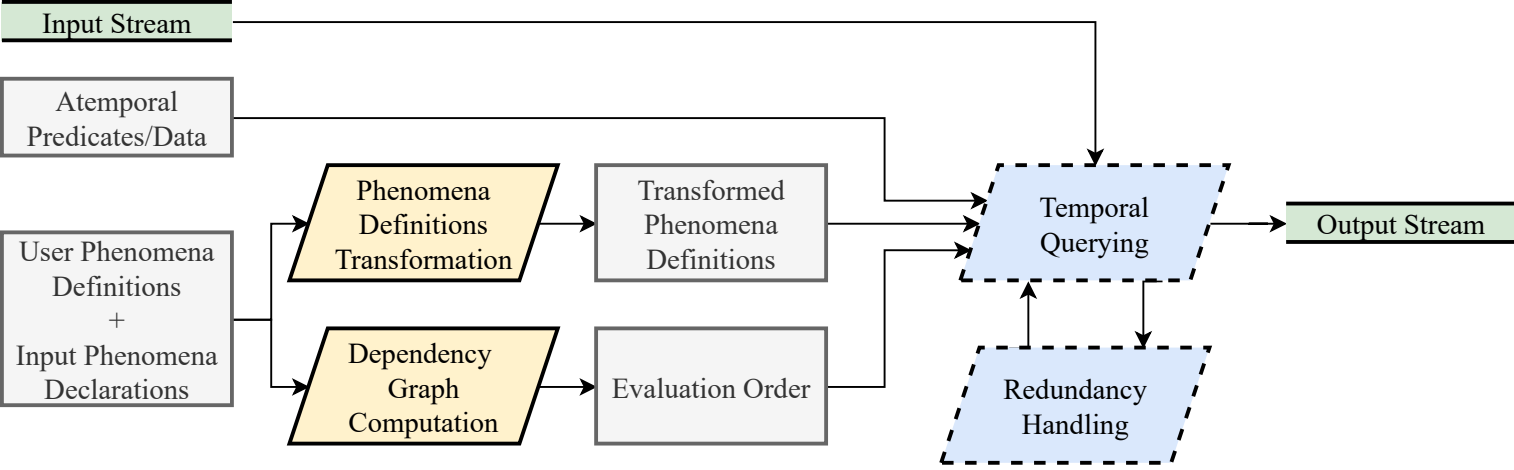 Input Stream
Atemporal
Predicates/Data
User Phenomena
Definitions
+
Input Phenomena
Declarations
Phenomena
Definitions
Transformation
Dependency
Graph
Computation
Transformed
Phenomena
Definitions
Evaluation Order
Temporal
Querying
Redundancy
Handling
Output Stream